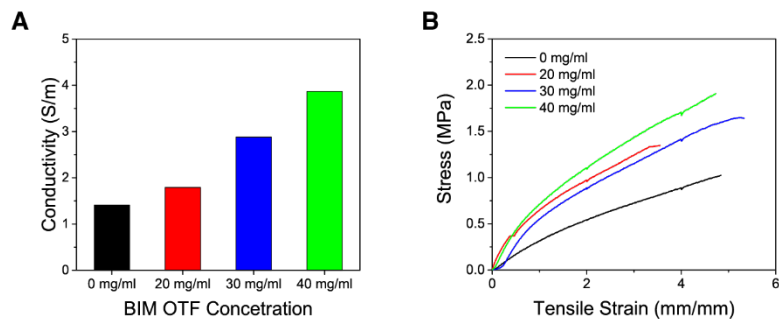 A
Conductivity (S/m)
5
4
3
2
1
0
0 mg/ml 20 mg/ml 30 mg/ml 40 mg/ml
BIM OTF Concetration
B
Stress (MPa)
2.5
2.0
1.5
1.0
0.5
0.0
0 mg/ml
20 mg/ml
30 mg/ml
40 mg/ml
0 2 4 6
Tensile Strain (mm/mm)